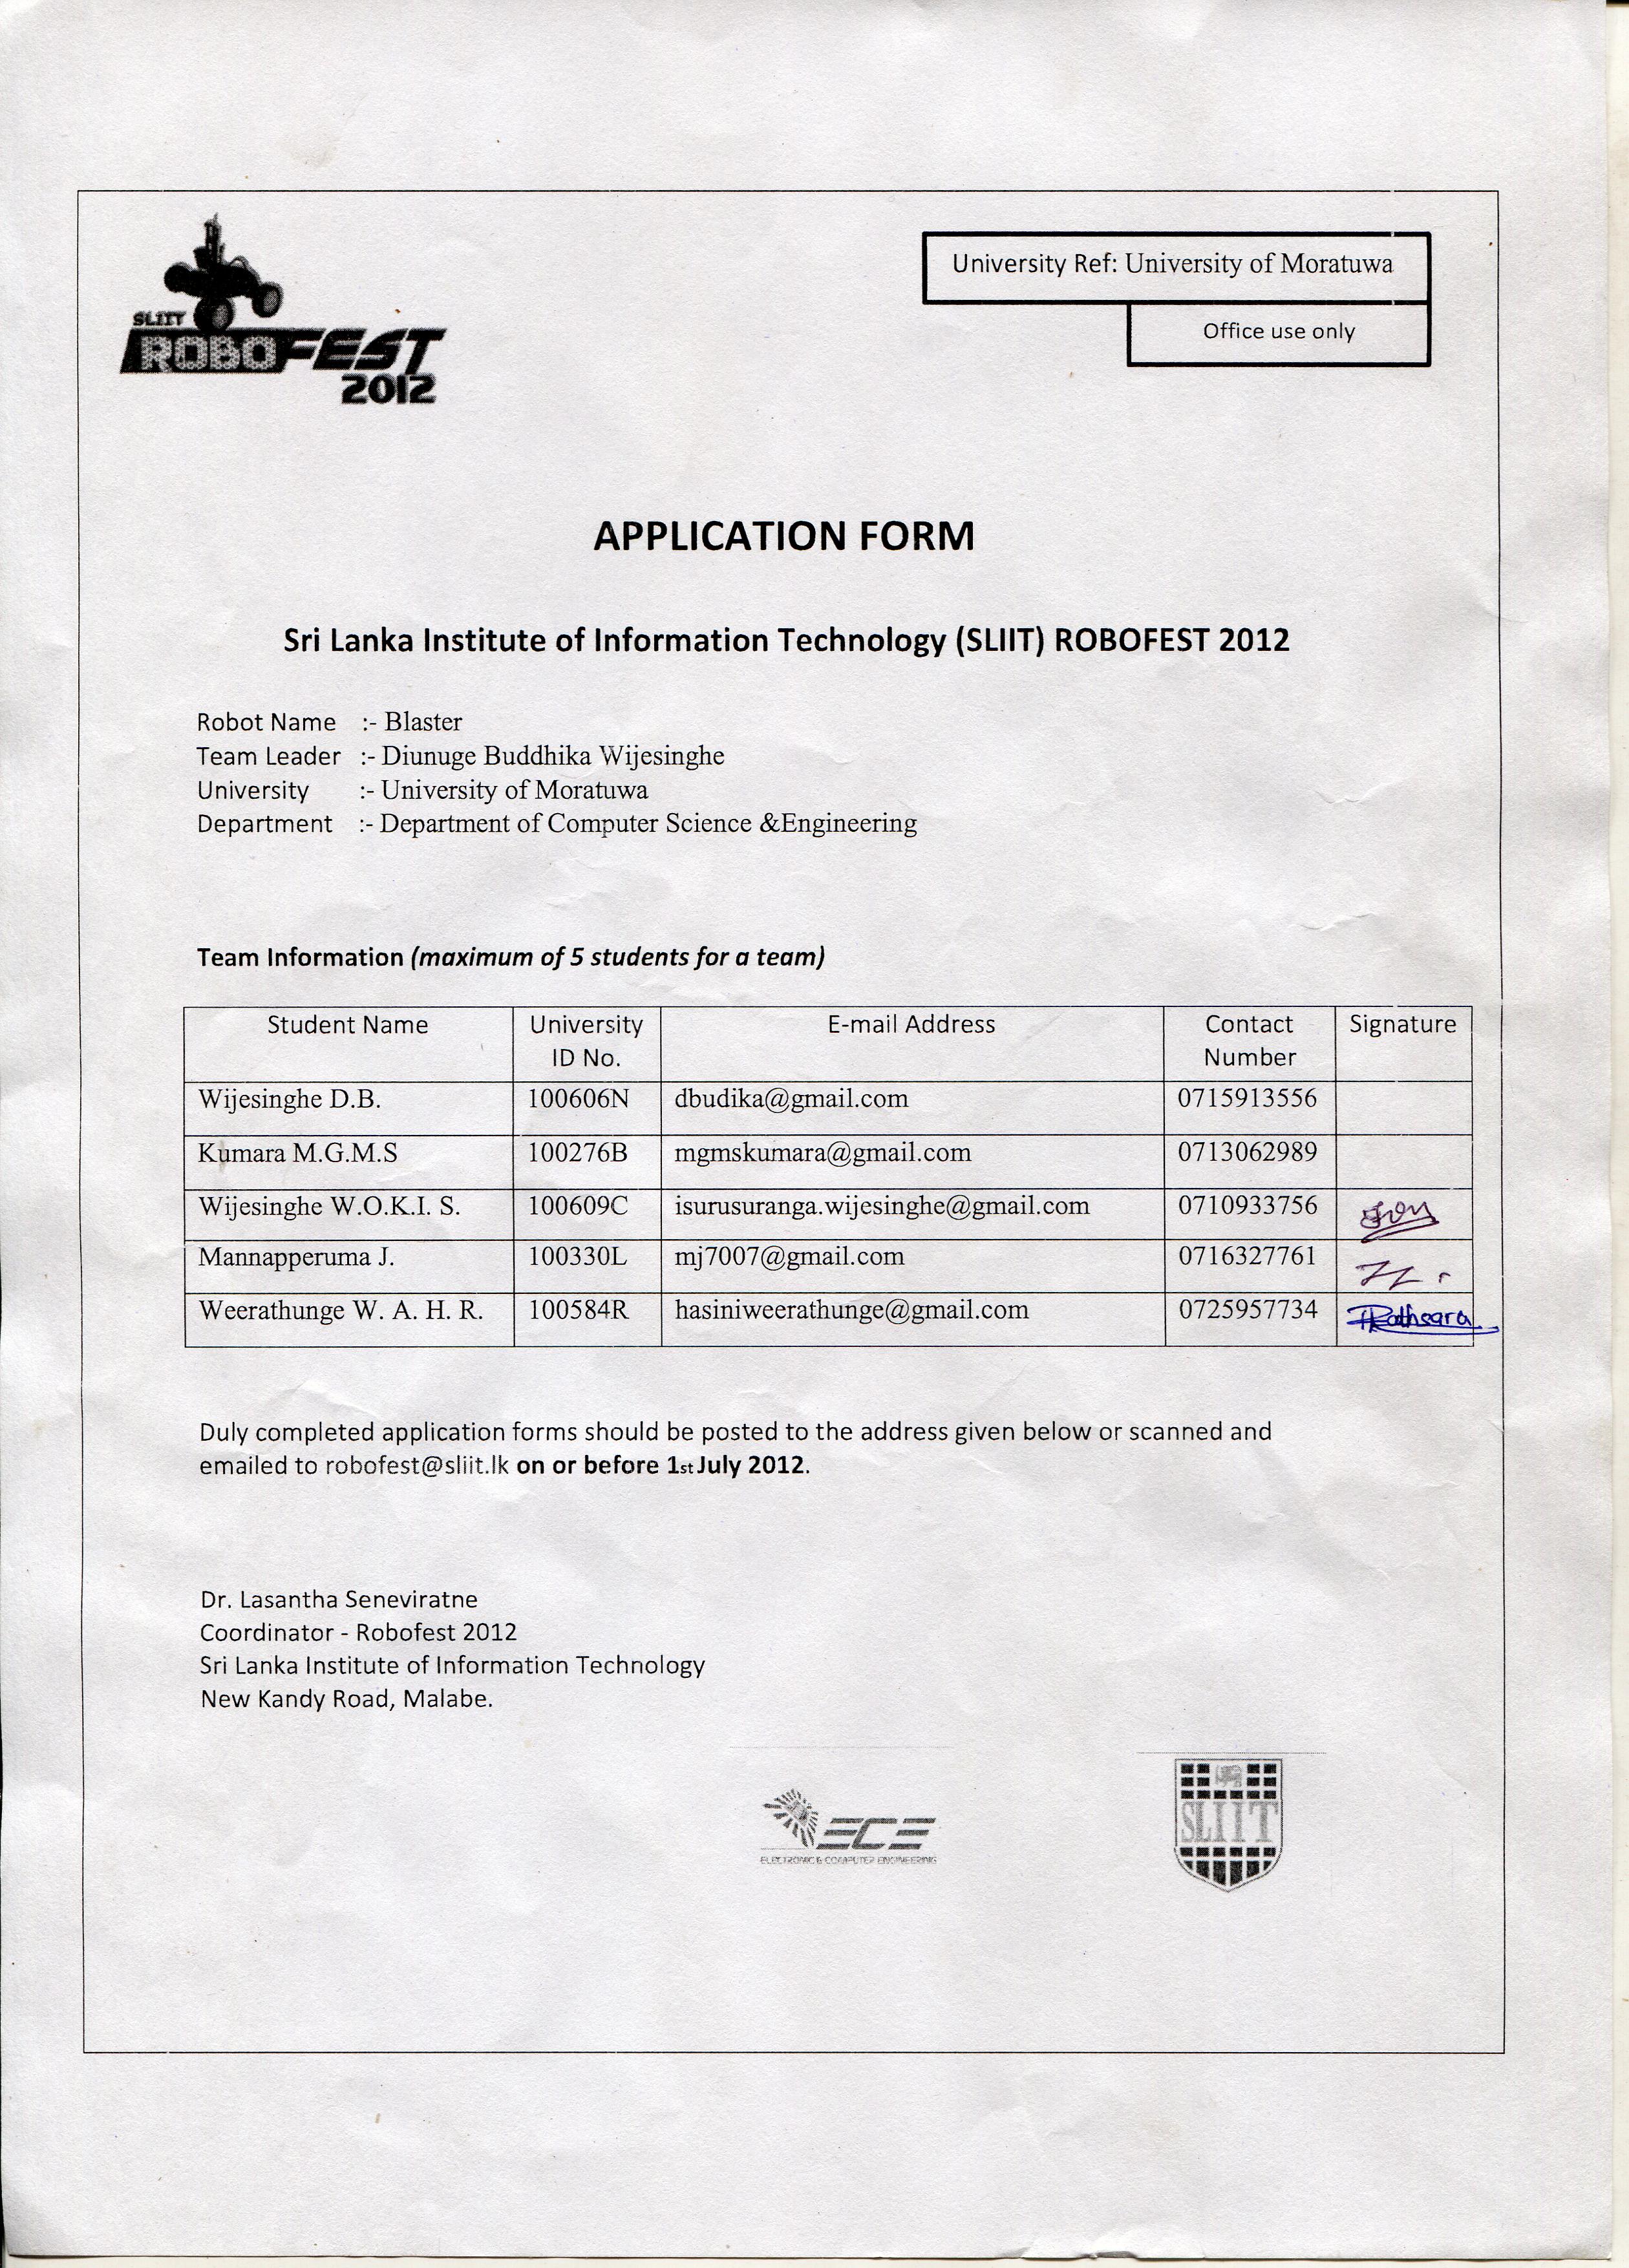 SLIIT
ROBOFEST
2012
University Ref: University of Moratuwa
Office use only
APPLICATION FORM
Sri Lanka Institute of Information Technology (SLIIT) ROBOFEST 2012
Robot Name :- Blaster
Team Leader :- Diunuge Buddhika Wijesinghe
University :- University of Moratuwa
Department :- Department of Computer Science &Engineering
Team Information (maximum of 5 students for a team)
Student Name University ID No. E-mail Address Contact Number Signature
Wijesinghe D.B. 100606N dbudika@gmail.com 0715913556
Kumara M.G.M.S 100276B mgmskumara@gmail.com 0713062989
Wijesinghe W.O.K.I. S. 100609C isurusuranga.wijesinghe@gmail.com 0710933756
Mannapperuma J. 100330L mj7007@gmail.com 0716327761
Weerathunge W. A. H. R. 100584R hasiniweerathunge@gmail.com 0725957734
Duly completed application forms should be posted to the address given below or scanned and
emailed to robofest@sliit.lk on or before 1st July 2012.
Dr. Lasantha Seneviratne
Coordinator - Robofest 2012
Sri Lanka Institute of Information Technology
New Kandy Road, Malabe.
ECE
ELECTRONIC & COMPUTER ENGINEERING
SLIIT